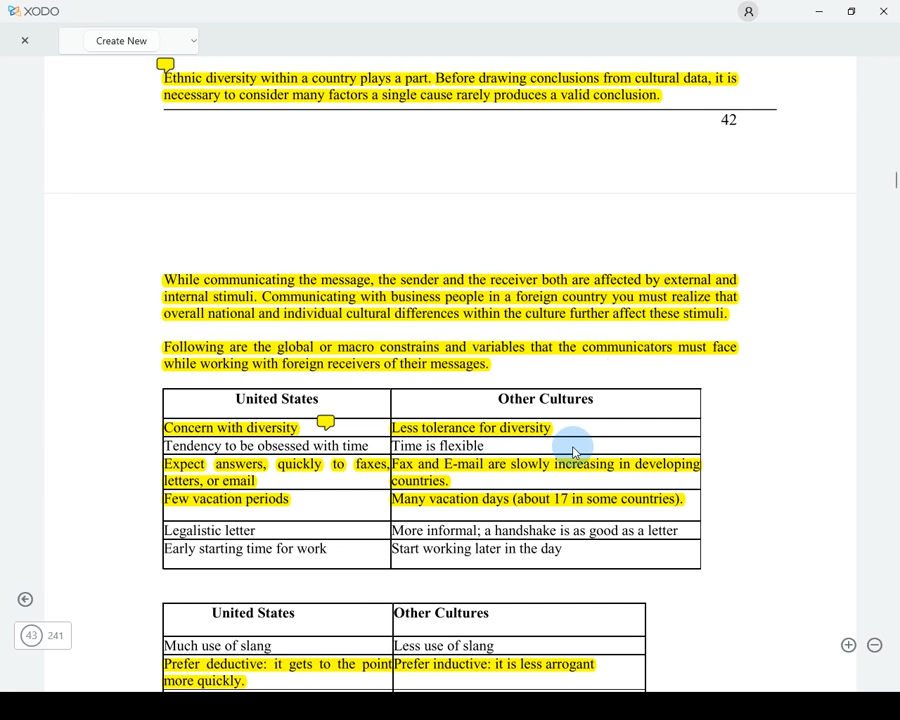 XODO
Create New
Ethnic diversity within a country plays a part. Before drawing conclusions from cultural data, it is
necessary to consider many factors a single cause rarely produces a valid conclusion.
42
While communicating the message, the sender and the receiver both are affected by external and
internal stimuli. Communicating with business people in a foreign country you must realize that
overall national and individual cultural differences within the culture further affect these stimuli.
Following are the global or macro constrains and variables that the communicators must face
while working with foreign receivers of their messages.
United States Other Cultures
Concern with diversity Less tolerance for diversity
Tendency to be obsessed with time Time is flexible
Expect answers, quickly to faxes, Fax and E-mail are slowly increasing in developing
letters, or email countries.
Few vacation periods Many vacation days (about 17 in some countries).
Legalistic letter More informal; a handshake is as good as a letter
Early starting time for work Start working later in the day
43 241
United States Other Cultures
Much use of slang Less use of slang
Prefer deductive: it gets to the point Prefer inductive: it is less arrogant
more quickly.